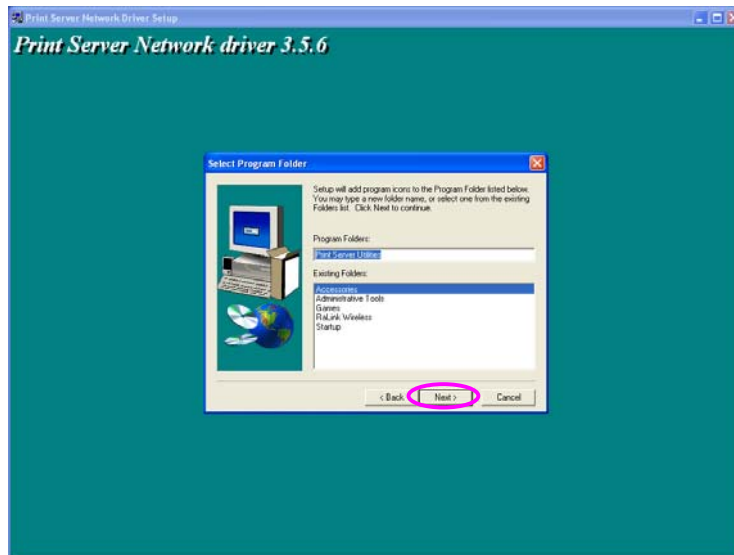 Print Server Network Driver Setup
Print Server Network driver 3.5.6
Select Program Folder
Setup will add program icons to the Program Folder listed below.
You may type a new folder name, or select one from the existing
Folders list. Click Next to continue.
Program Folders:
Print Server Utilities
Existing Folders:
Accessories
Administrative Tools
Games
RaLink Wireless
Startup
< Back
Next >
Cancel